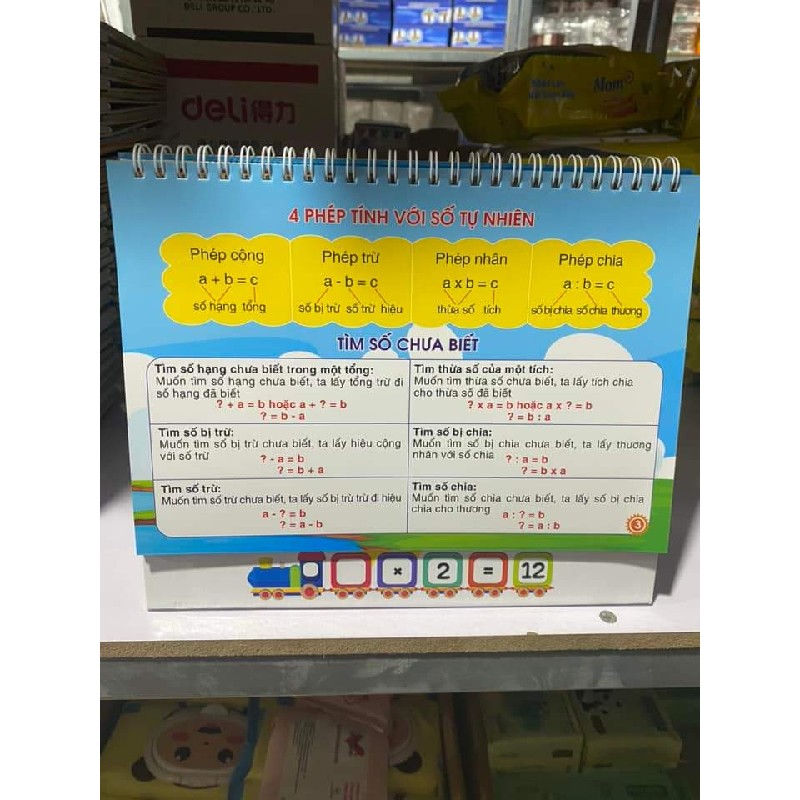 DELI GROUP CO., LTD.
deli得力
Mami
4 PHÉP TÍNH VỚI SỐ TỰ NHIÊN
Phép cộng
a + b = c
số hạng tổng
Phép trừ
a - b = c
số bị trừ số trừ hiệu
Phép nhân
a x b = c
thừa số tích
Phép chia
a : b = c
số bị chia số chia thương
TÌM SỐ CHƯA BIẾT
Tìm số hạng chưa biết trong một tổng:
Muốn tìm số hạng chưa biết, ta lấy tổng trừ đi
số hạng đã biết
? + a = b hoặc a + ? = b
? = b - a
Tìm thừa số của một tích:
Muốn tìm thừa số chưa biết, ta lấy tích chia
cho thừa số đã biết
? x a = b hoặc a x ? = b
? = b : a
Tìm số bị trừ:
Muốn tìm số bị trừ chưa biết, ta lấy hiệu cộng
với số trừ
? - a = b
? = b + a
Tìm số bị chia:
Muốn tìm số bị chia chưa biết, ta lấy thương
nhân với số chia
? : a = b
? = b x a
Tìm số trừ:
Muốn tìm số trừ chưa biết, ta lấy số bị trừ trừ đi hiệu
a - ? = b
? = a - b
Tìm số chia:
Muốn tìm số chia chưa biết, ta lấy số bị chia
chia cho thương
a : ? = b
? = a : b
3
× 2 = 12